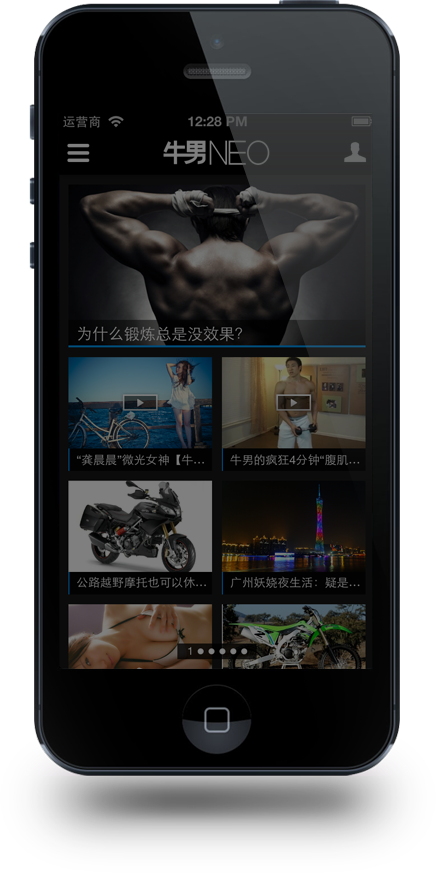 运营商 12:28 PM
牛男NEO
为什么锻炼总是没效果?
“龚晨晨”微光女神【牛...
牛男的疯狂4分钟“腹肌...
公路越野摩托也可以休...
广州妖娆夜生活：疑是...
1